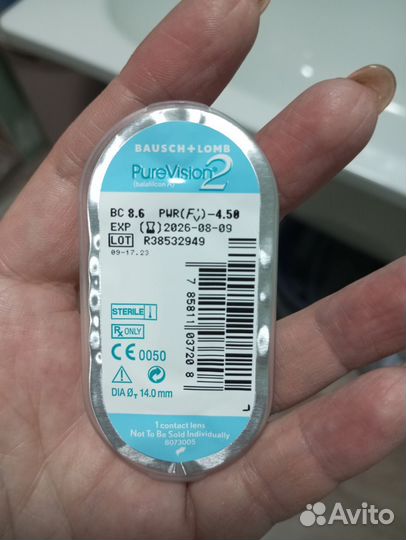 BAUSCH + LOMB
PureVision® 2
(balafilcon A)
BC 8.6 PWR(F'v)-4.50
EXP 2026-08-09
LOT R38532949
09-17.23
7 85811 03720 8
STERILE
Rx ONLY
CE 0050
DIA Ø T 14.0 mm
L
1 contact lens
Not To Be Sold Individually
8073005
Avito